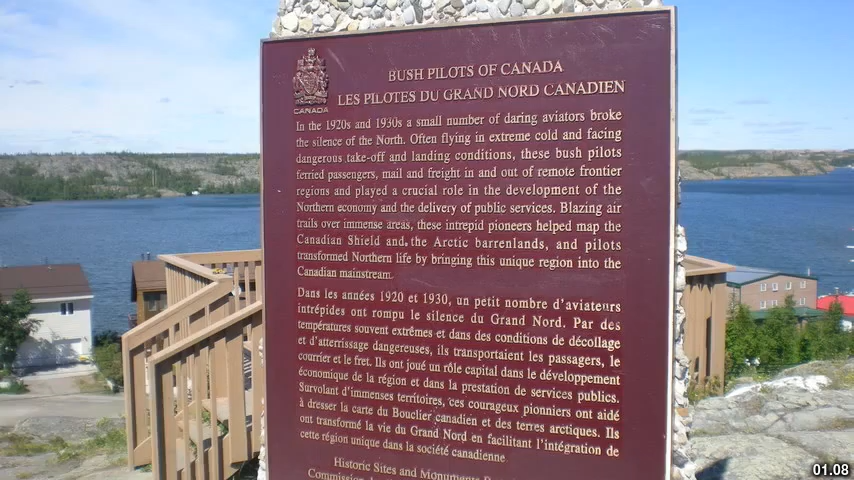 CANADA
BUSH PILOTS OF CANADA
LES PILOTES DU GRAND NORD CANADIEN
In the 1920s and 1930s a small number of daring aviators broke
the silence of the North. Often flying in extreme cold and facing
dangerous take-off and landing conditions, these bush pilots
ferried passengers, mail and freight in and out of remote frontier
regions and played a crucial role in the development of the
Northern economy and the delivery of public services. Blazing air
trails over immense areas, these intrepid pioneers helped map the
Canadian Shield and the Arctic barrenlands, and pilots
transformed Northern life by bringing this unique region into the
Canadian mainstream.
Dans les années 1920 et 1930, un petit nombre d'aviateurs
intrépides ont rompu le silence du Grand Nord. Par des
températures souvent extrêmes et dans des conditions de décollage
et d'atterrissage dangereuses, ils transportaient les passagers, le
courrier et le fret. Ils ont joué un rôle capital dans le développement
économique de la région et dans la prestation de services publics.
Survolant d'immenses territoires, ces courageux pionniers ont aidé
à dresser la carte du Bouclier canadien et des terres arctiques. Ils
ont transformé la vie du Grand Nord en facilitant l'intégration de
cette région unique dans la société canadienne
Historic Sites and Monuments
01.08